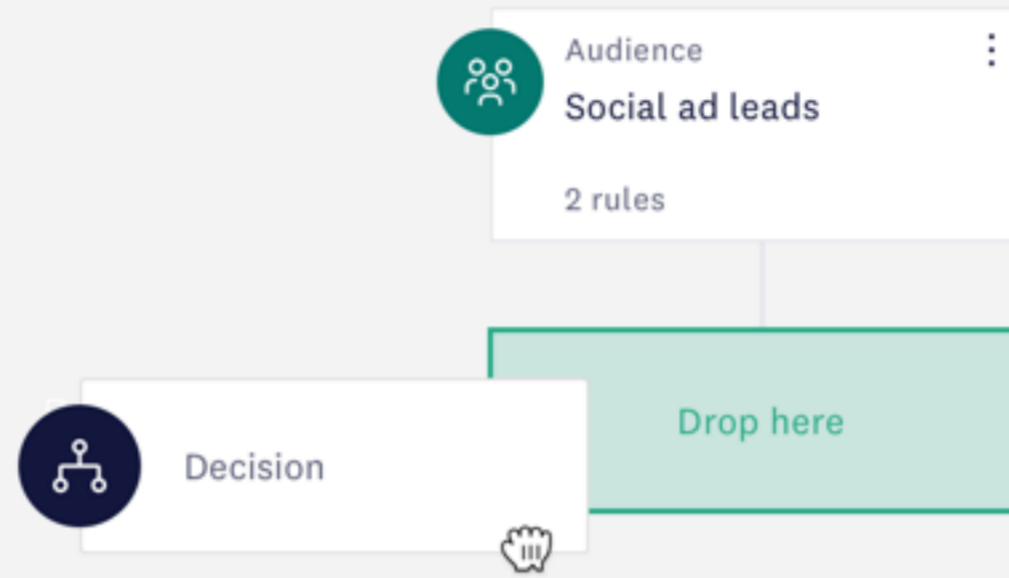 Audience
Social ad leads
2 rules
Drop here
Decision